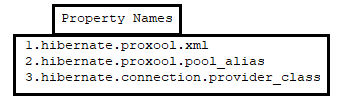 Property Names
1.hibernate.proxool.xml
2.hibernate.proxool.pool_alias
3.hibernate.connection.provider_class